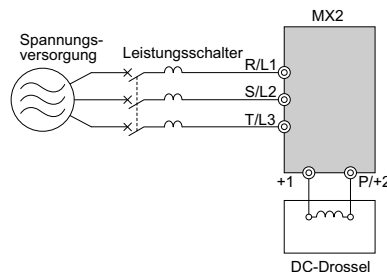 MX2
Spannungs-
versorgung
Leistungsschalter
R/L1
S/L2
T/L3
+1
P/+2
DC-Drossel